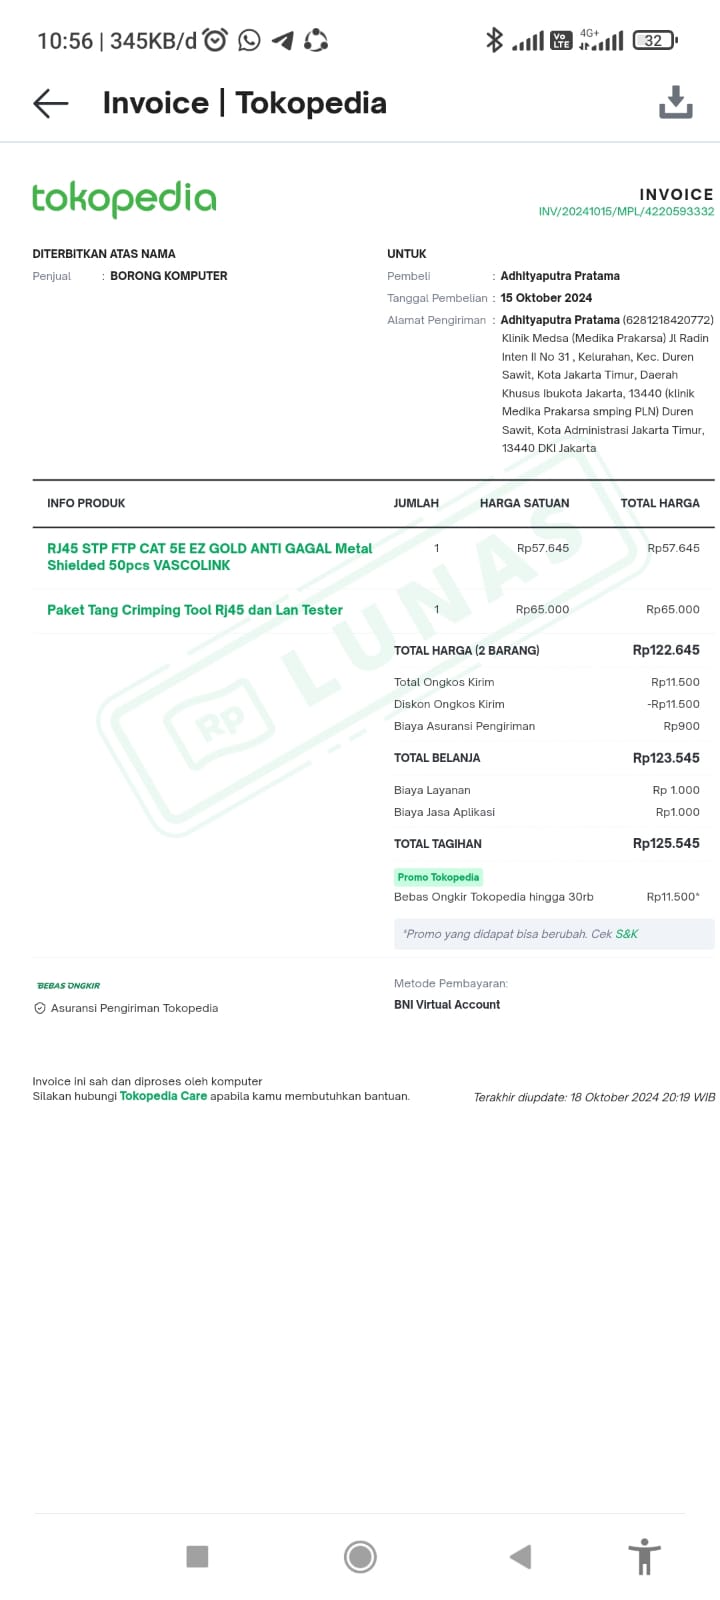 10:56 | 345KB/d
Vo LTE 4G+ 32
Invoice | Tokopedia
tokopedia
INVOICE
INV/20241015/MPL/4220593332
DITERBITKAN ATAS NAMA
Penjual : BORONG KOMPUTER
UNTUK
Pembeli : Adhityaputra Pratama
Tanggal Pembelian : 15 Oktober 2024
Alamat Pengiriman : Adhityaputra Pratama (6281218420772)
Klinik Medsa (Medika Prakarsa) Jl Radin
Inten II No 31 , Kelurahan, Kec. Duren
Sawit, Kota Jakarta Timur, Daerah
Khusus Ibukota Jakarta, 13440 (klinik
Medika Prakarsa smping PLN) Duren
Sawit, Kota Administrasi Jakarta Timur,
13440 DKI Jakarta
INFO PRODUK JUMLAH HARGA SATUAN TOTAL HARGA
RJ45 STP FTP CAT 5E EZ GOLD ANTI GAGAL Metal 1 Rp57.645 Rp57.645
Shielded 50pcs VASCOLINK
Paket Tang Crimping Tool Rj45 dan Lan Tester 1 Rp65.000 Rp65.000
Rp LUNAS
TOTAL HARGA (2 BARANG) Rp122.645
Total Ongkos Kirim Rp11.500
Diskon Ongkos Kirim -Rp11.500
Biaya Asuransi Pengiriman Rp900
TOTAL BELANJA Rp123.545
Biaya Layanan Rp 1.000
Biaya Jasa Aplikasi Rp1.000
TOTAL TAGIHAN Rp125.545
Promo Tokopedia
Bebas Ongkir Tokopedia hingga 30rb Rp11.500*
*Promo yang didapat bisa berubah. Cek S&K
BEBAS ONGKIR
Asuransi Pengiriman Tokopedia
Metode Pembayaran:
BNI Virtual Account
Invoice ini sah dan diproses oleh komputer
Silakan hubungi Tokopedia Care apabila kamu membutuhkan bantuan.
Terakhir diupdate: 18 Oktober 2024 20:19 WIB